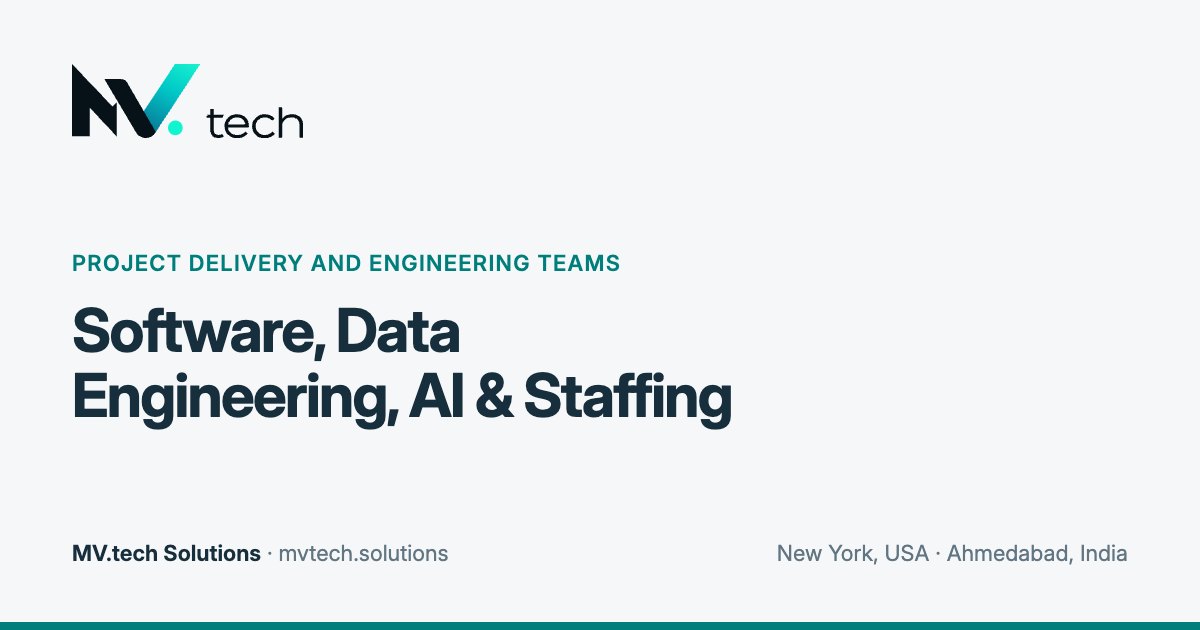 MV. tech
PROJECT DELIVERY AND ENGINEERING TEAMS
Software, Data
Engineering, AI & Staffing
MV.tech Solutions · mvtech.solutions
New York, USA · Ahmedabad, India